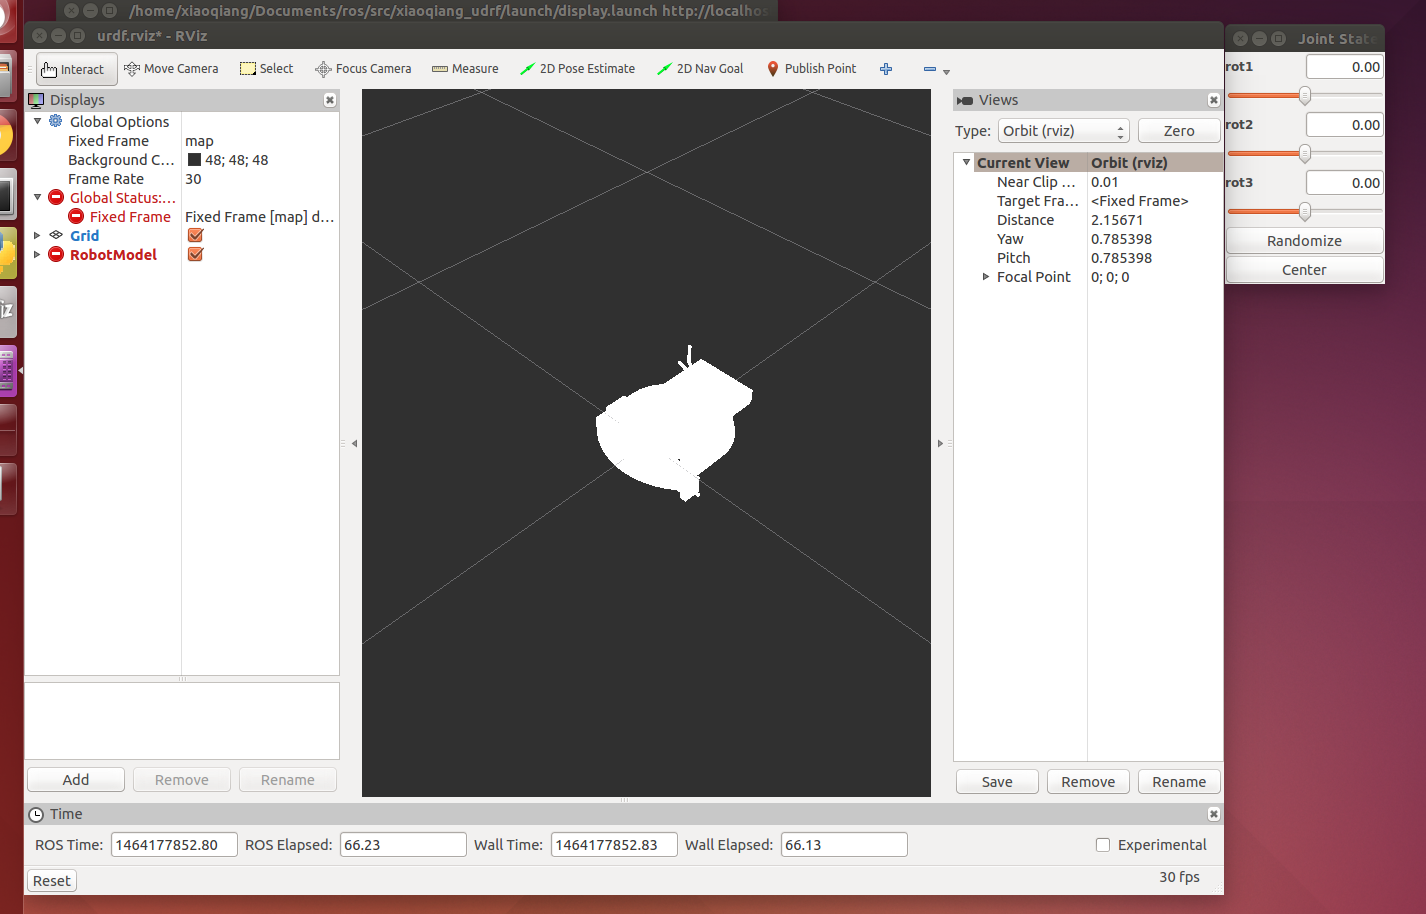 /home/xiaoqiang/Documents/ros/src/xiaoqiang_udrf/launch/display.launch http://localhos
urdf.rviz* - RViz
Joint State
Interact Move Camera Select Focus Camera Measure 2D Pose Estimate 2D Nav Goal Publish Point
Displays
Global Options
Fixed Frame map
Background C... 48; 48; 48
Frame Rate 30
Global Status:...
Fixed Frame Fixed Frame [map] d...
Grid
RobotModel
Add Remove Rename
Views
Type: Orbit (rviz) Zero
Current View Orbit (rviz)
Near Clip ... 0.01
Target Fra... <Fixed Frame>
Distance 2.15671
Yaw 0.785398
Pitch 0.785398
Focal Point 0; 0; 0
Save Remove Rename
rot1 0.00
rot2 0.00
rot3 0.00
Randomize
Center
Time
ROS Time: 1464177852.80 ROS Elapsed: 66.23 Wall Time: 1464177852.83 Wall Elapsed: 66.13 Experimental
Reset 30 fps